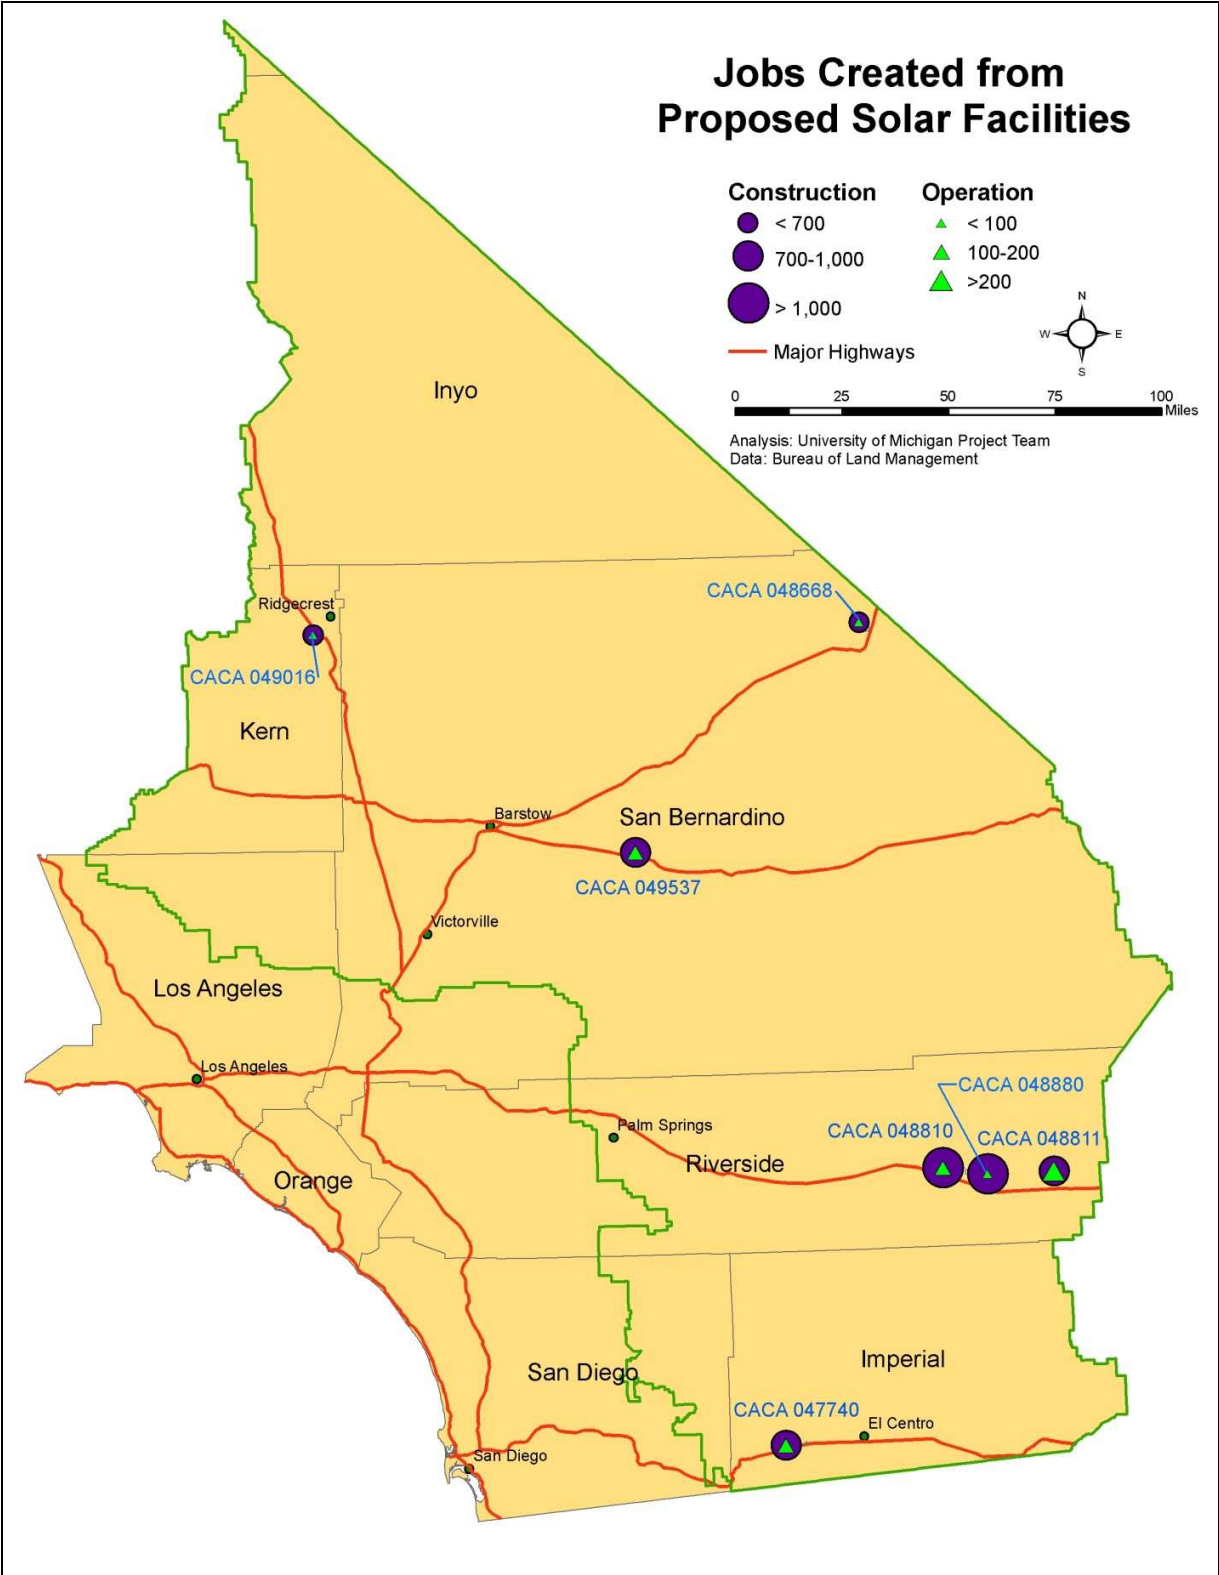 Jobs Created from
Proposed Solar Facilities
Construction
< 700
700-1,000
> 1,000
Operation
< 100
100-200
>200
Major Highways
N
W
E
S
0 25 50 75 100
Miles
Analysis: University of Michigan Project Team
Data: Bureau of Land Management
Inyo
CACA 048668
Ridgecrest
CACA 049016
Kern
Barstow
San Bernardino
CACA 049537
Victorville
Los Angeles
Los Angeles
CACA 048880
Palm Springs
CACA 048810
CACA 048811
Riverside
Orange
San Diego
Imperial
CACA 047740
El Centro
San Diego